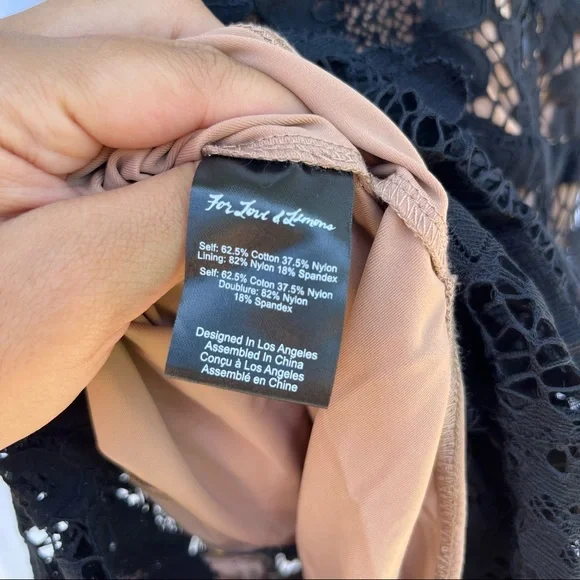 For Love & Lemons
Self: 62.5% Cotton 37.5% Nylon
Lining: 82% Nylon 18% Spandex
Self: 62.5% Coton 37.5% Nylon
Doublure: 82% Nylon
18% Spandex
Designed In Los Angeles
Assembled In China
Conçu à Los Angeles
Assemblé en Chine